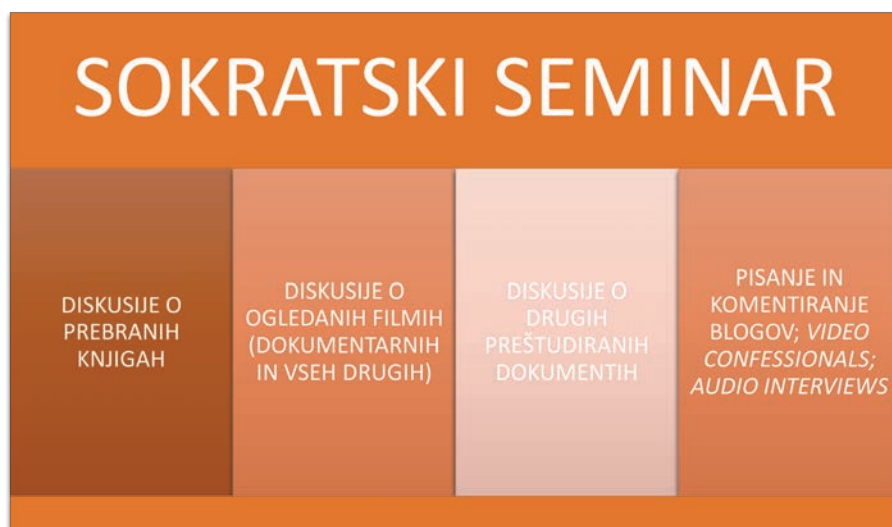 SOKRATSKI SEMINAR
DISKUSIJE O
PREBRANIH
KNJIGAH
DISKUSIJE O
OGLEDANIH FILMIH
(DOKUMENTARNIH
IN VSEH DRUGIH)
DISKUSIJE O
DRUGIH
PREŠTUDIRANIH
DOKUMENTIH
PISANJE IN
KOMENTIRANJE
BLOGOV; VIDEO
CONFESSIONALS;
AUDIO INTERVIEWS